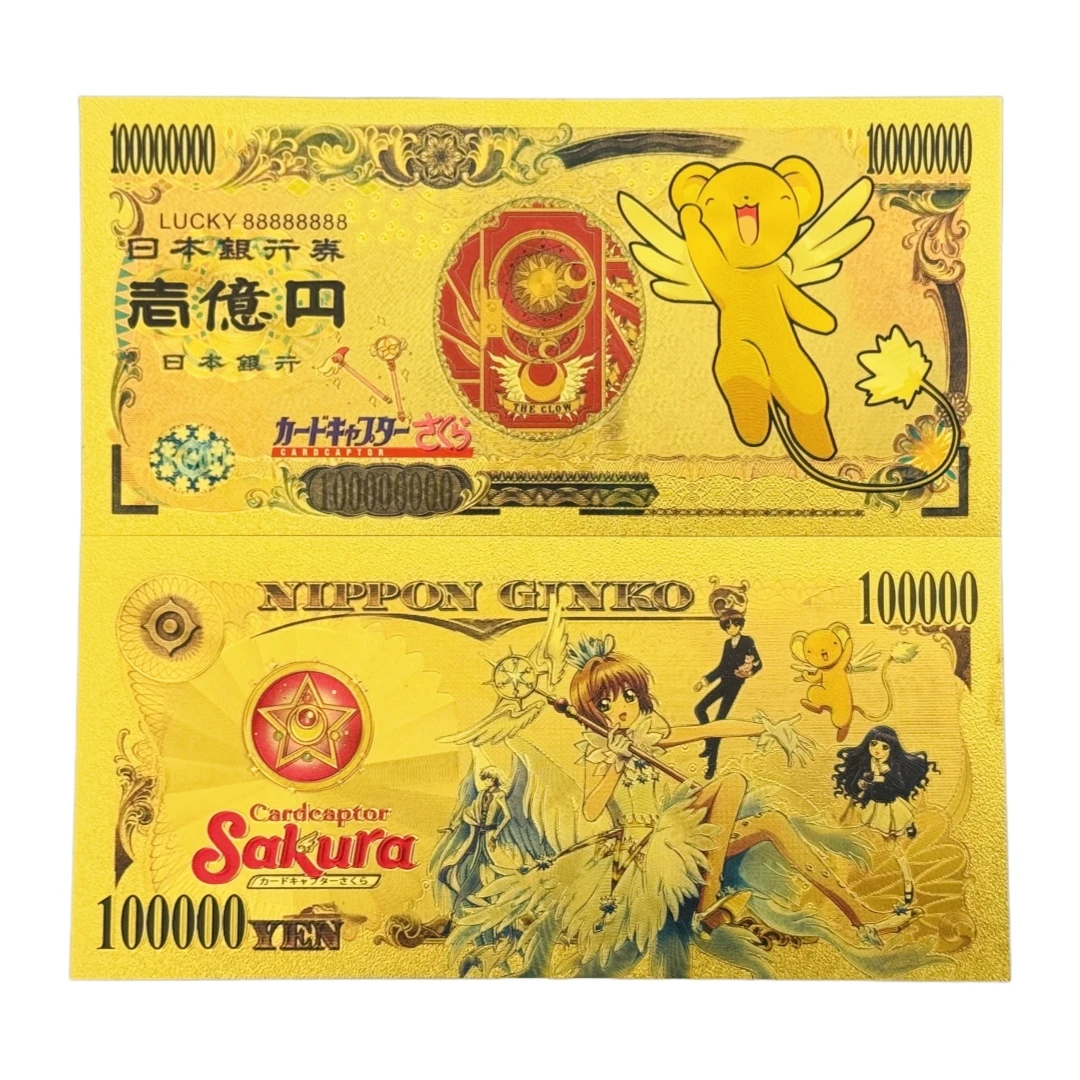 100000000
100000000
LUCKY 88888888
日本銀行券
壱億円
日本銀行
THE CLOW
カードキャプターさくら
CARDCAPTOR
100000000
NIPPON GINKO
100000
Cardcaptor
Sakura
カードキャプターさくら
100000 YEN